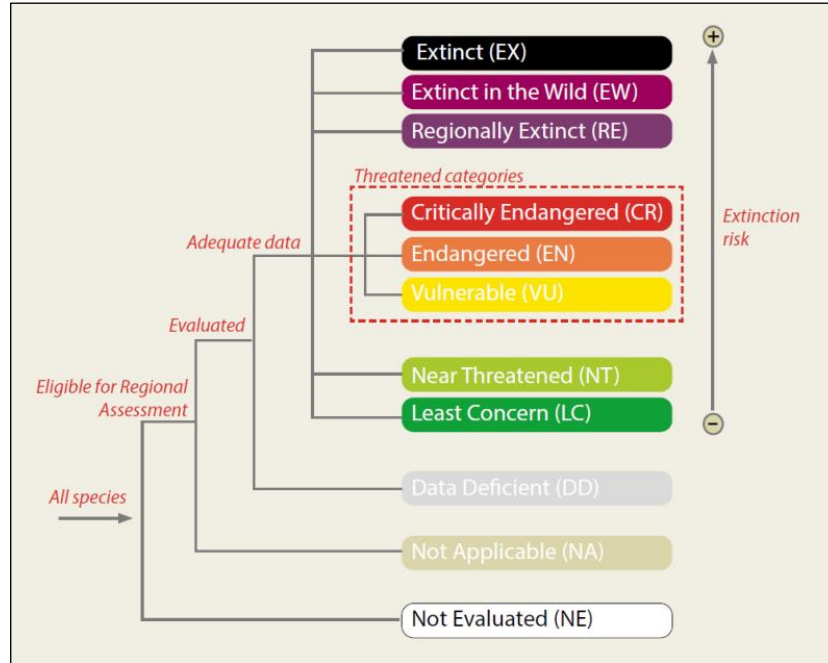 Extinct (EX)
+
Extinct in the Wild (EW)
Regionally Extinct (RE)
Threatened categories
Critically Endangered (CR)
Extinction
risk
Adequate data
Endangered (EN)
Vulnerable (VU)
Evaluated
Near Threatened (NT)
Eligible for Regional
Assessment
Least Concern (LC)
−
Data Deficient (DD)
All species
Not Applicable (NA)
Not Evaluated (NE)